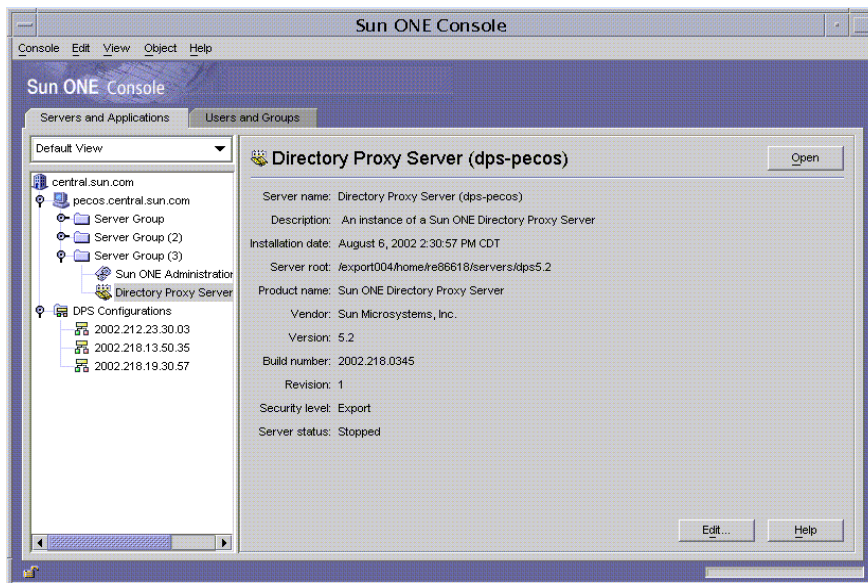 Sun ONE Console
Console Edit View Object Help
Sun ONE Console
Servers and Applications
Users and Groups
Default View
central.sun.com
pecos.central.sun.com
Server Group
Server Group (2)
Server Group (3)
Sun ONE Administration
Directory Proxy Server
DPS Configurations
2002.212.23.30.03
2002.218.13.50.35
2002.218.19.30.57
Directory Proxy Server (dps-pecos)
Open
Server name: Directory Proxy Server (dps-pecos)
Description: An instance of a Sun ONE Directory Proxy Server
Installation date: August 6, 2002 2:30:57 PM CDT
Server root: /export004/home/re86618/servers/dps5.2
Product name: Sun ONE Directory Proxy Server
Vendor: Sun Microsystems, Inc.
Version: 5.2
Build number: 2002.218.0345
Revision: 1
Security level: Export
Server status: Stopped
Edit...
Help